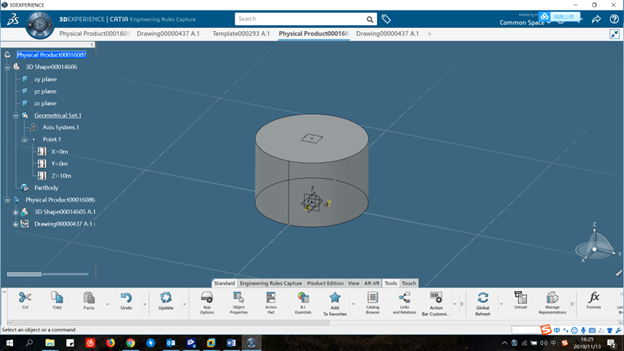 3DEXPERIENCE
3DEXPERIENCE | CATIA Engineering Rules Capture
Search
Common Space
Physical Product0001608
Drawing00000437 A.1
Template000293 A.1
Physical Product000160
Drawing00000437 A.1
+
Physical Product00016087
3D Shape00014606
xy plane
yz plane
zx plane
Geometrical Set.1
Axis System.1
Point.1
X=0m
Y=0m
Z=10m
PartBody
Physical Product00016086
3D Shape00014605 A.1
Drawing00000437 A.1
Standard
Engineering Rules Capture
Product Edition
View
AR-VR
Tools
Touch
Cut
Copy
Paste
Undo
Update
App Options
Object Properties
Action Pad
B.I Essentials
Add To Favorites
Catalog Browser
Links and Relations
Action Bar Customi...
Global Refresh
Unload
Manage Representations
Formula
Select an object or a command
16:25
2019/11/13